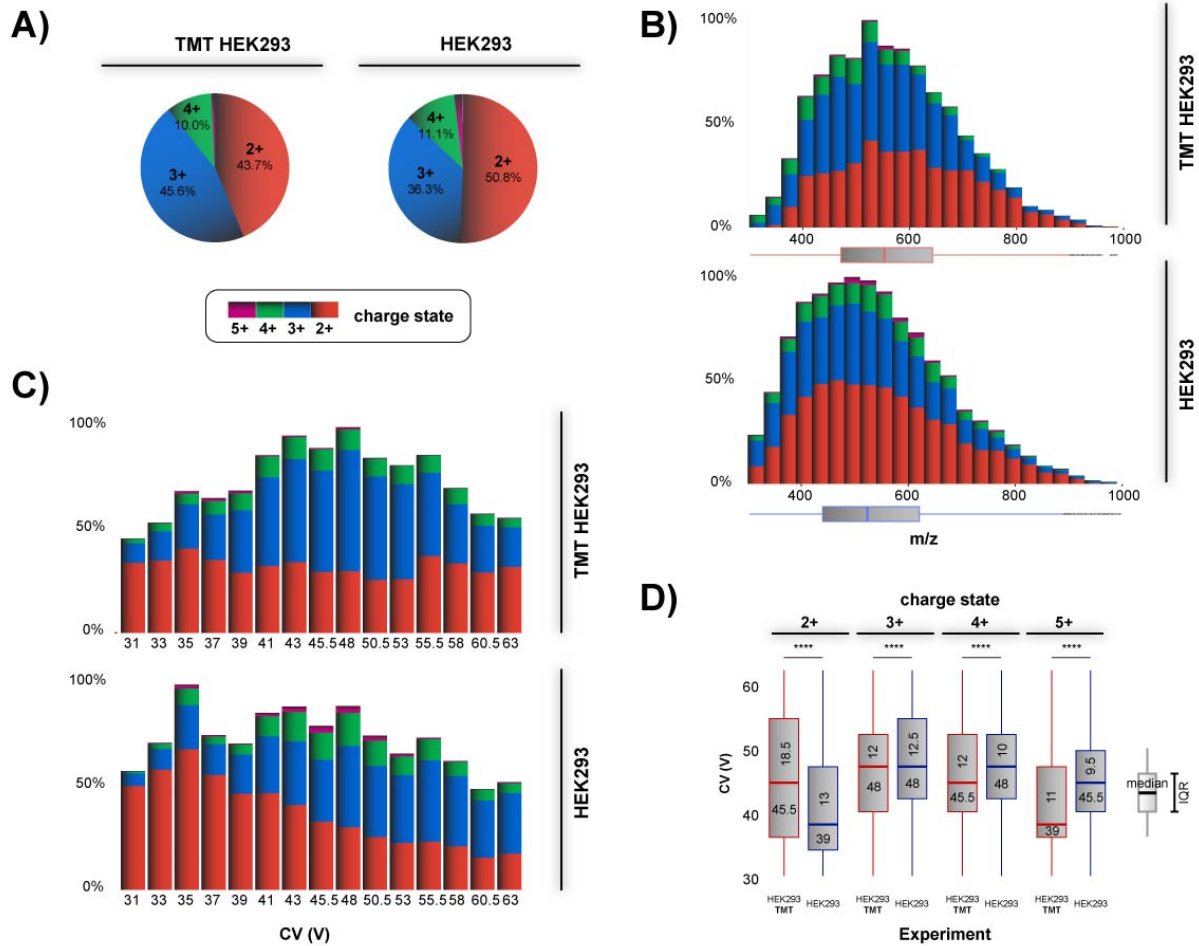 A)
TMT HEK293
HEK293
4+
10.0%
2+
43.7%
3+
45.6%
4+
11.1%
2+
50.8%
3+
36.3%
5+ 4+ 3+ 2+
charge state
B)
100%
50%
0%
400 600 800 1000
TMT HEK293
100%
50%
0%
400 600 800 1000
m/z
HEK293
C)
100%
50%
0%
31 33 35 37 39 41 43 45.5 48 50.5 53 55.5 58 60.5 63
TMT HEK293
100%
50%
0%
31 33 35 37 39 41 43 45.5 48 50.5 53 55.5 58 60.5 63
CV (V)
HEK293
D)
charge state
2+ 3+ 4+ 5+
**** **** **** ****
60
50
40
30
CV (V)
18.5
45.5
13
39
12
48
12.5
48
12
45.5
10
48
11
39
9.5
45.5
median
IQR
HEK293 TMT
HEK293
HEK293 TMT
HEK293
HEK293 TMT
HEK293
HEK293 TMT
HEK293
Experiment